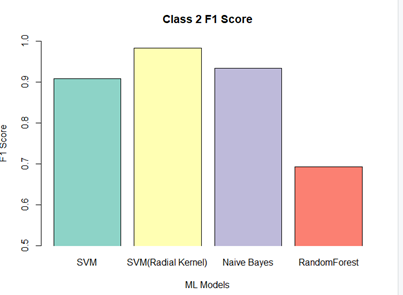 Class 2 F1 Score
1.0
0.9
0.8
0.7
0.6
0.5
F1 Score
SVM SVM(Radial Kernel) Naive Bayes RandomForest
ML Models